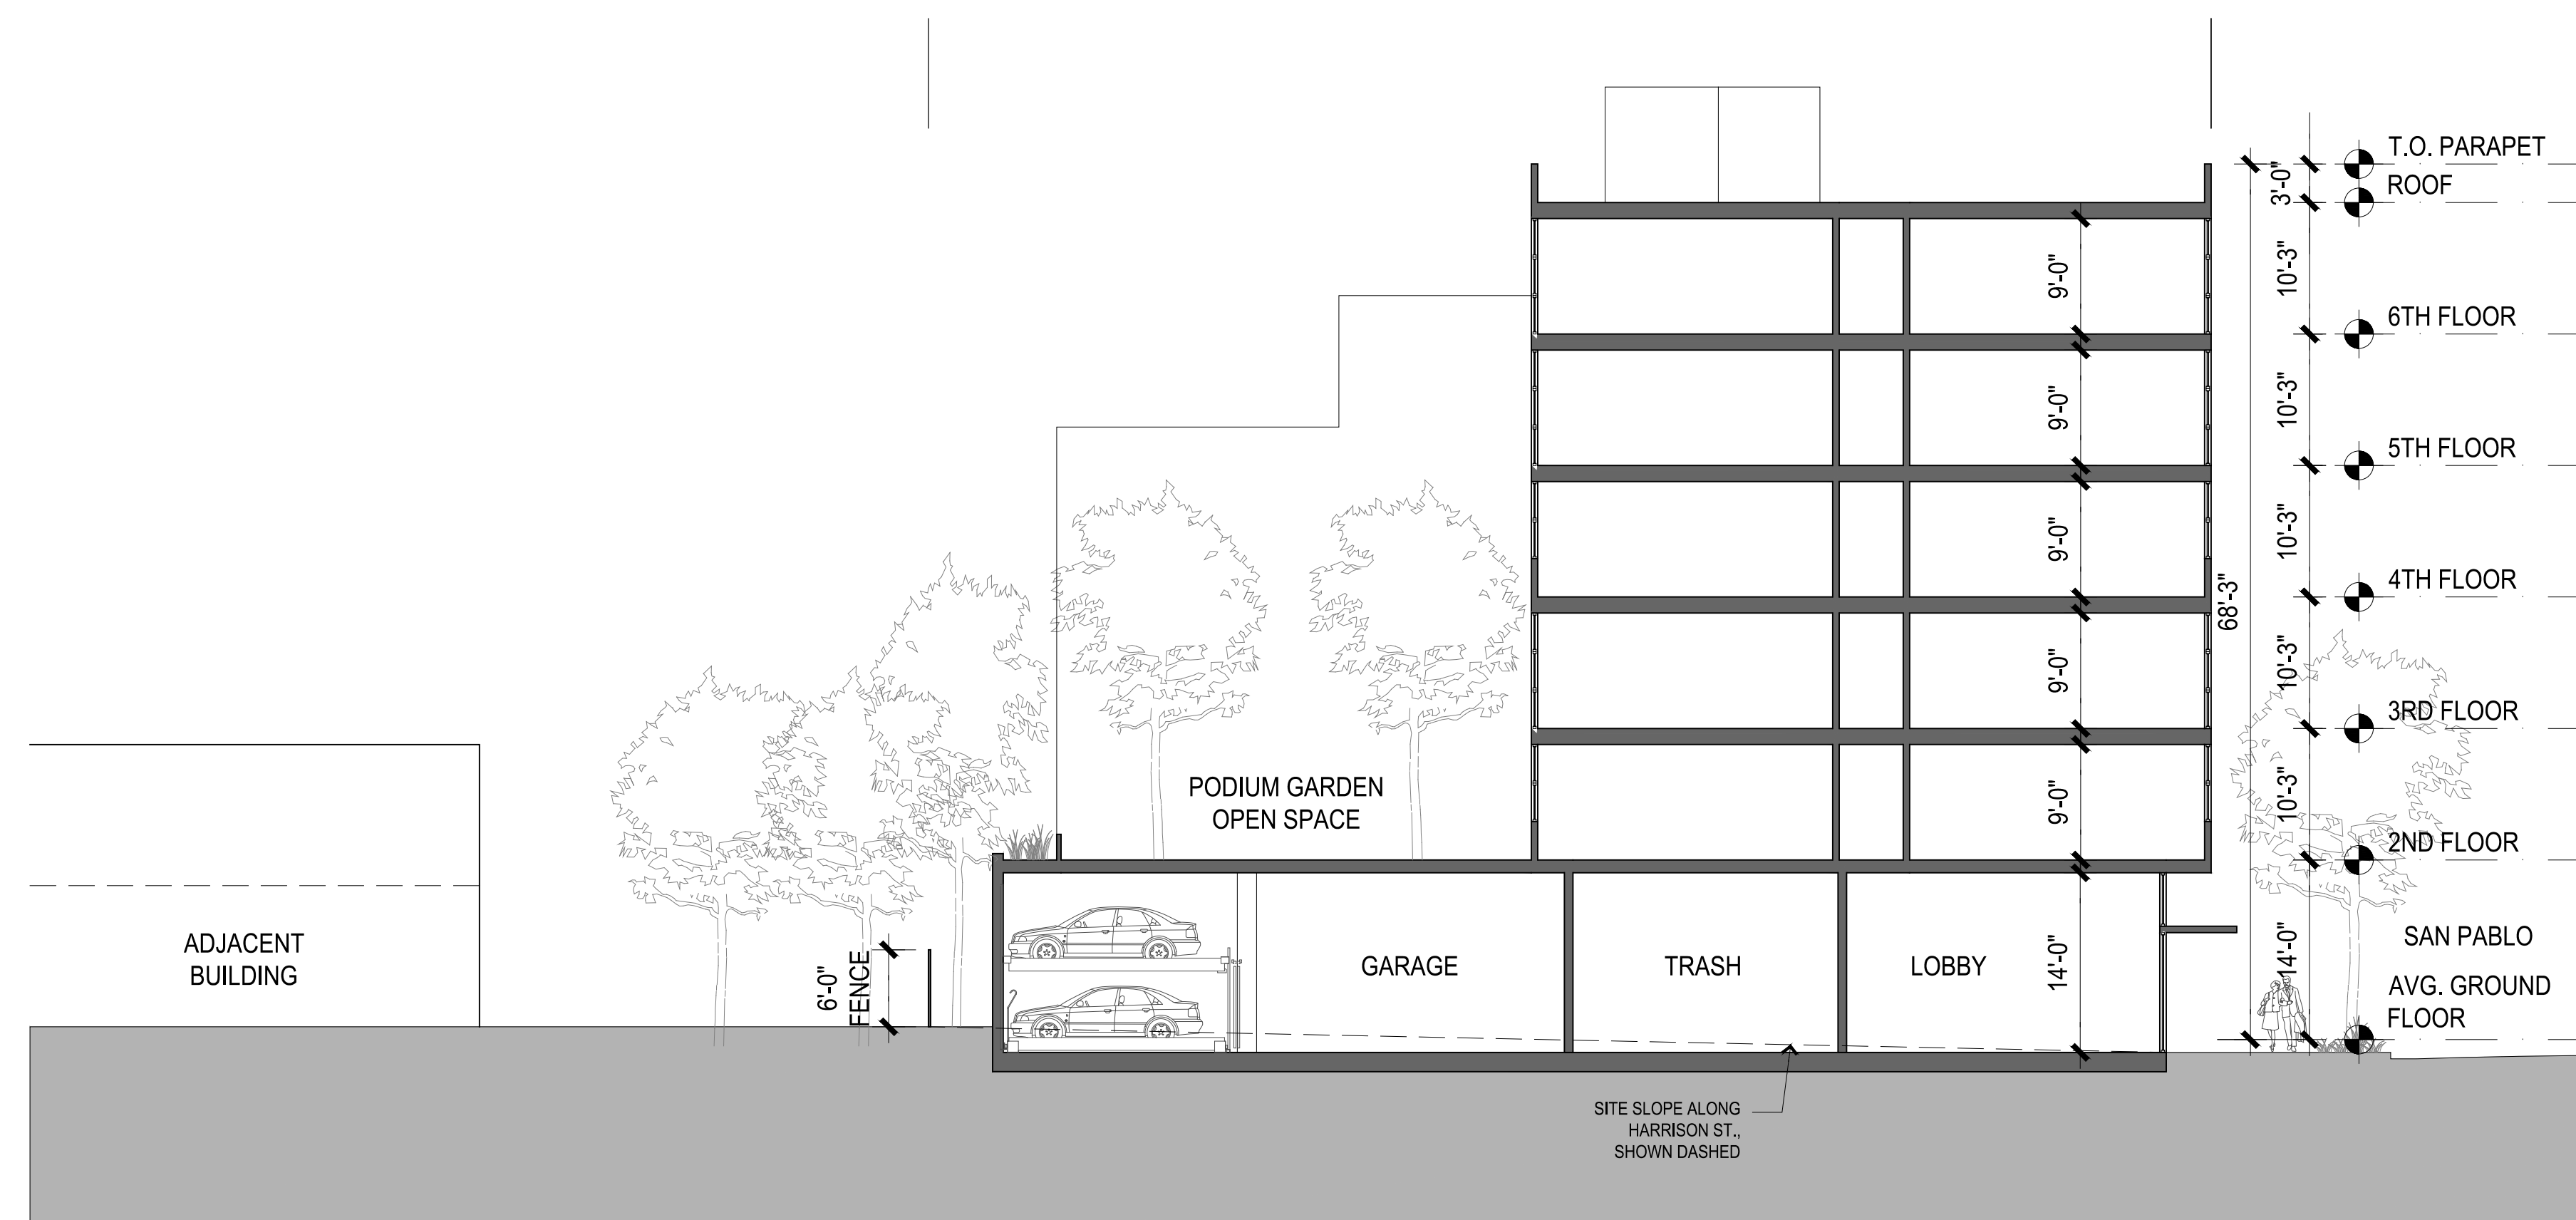 T.O. PARAPET
3'-0"
ROOF
10'-3"
9'-0"
6TH FLOOR
10'-3"
9'-0"
5TH FLOOR
10'-3"
9'-0"
4TH FLOOR
68'-3"
10'-3"
9'-0"
3RD FLOOR
10'-3"
9'-0"
2ND FLOOR
PODIUM GARDEN
OPEN SPACE
ADJACENT
BUILDING
6'-0"
FENCE
GARAGE
TRASH
LOBBY
14'-0"
14'-0"
SAN PABLO
AVG. GROUND
FLOOR
SITE SLOPE ALONG
HARRISON ST.,
SHOWN DASHED